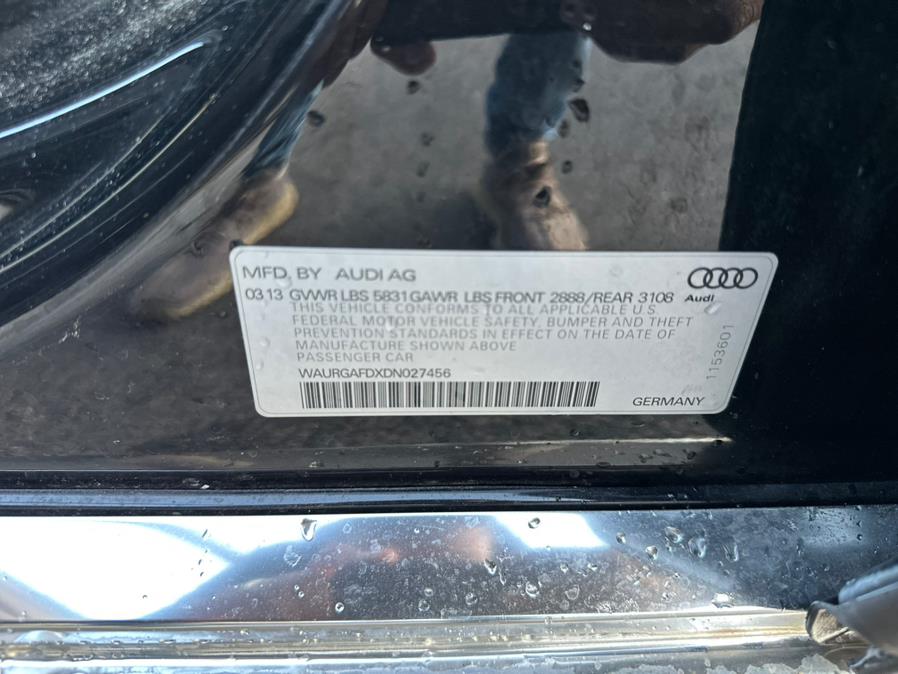 MFD. BY AUDI AG
03.13 GVWR LBS 5831 GAWR LBS FRONT 2888/REAR 3108
Audi
THIS VEHICLE CONFORMS TO ALL APPLICABLE U.S
FEDERAL MOTOR VEHICLE SAFETY, BUMPER AND THEFT
PREVENTION STANDARDS IN EFFECT ON THE DATE OF
MANUFACTURE SHOWN ABOVE
PASSENGER CAR
WAURGAFDXDN027456
GERMANY
1153601